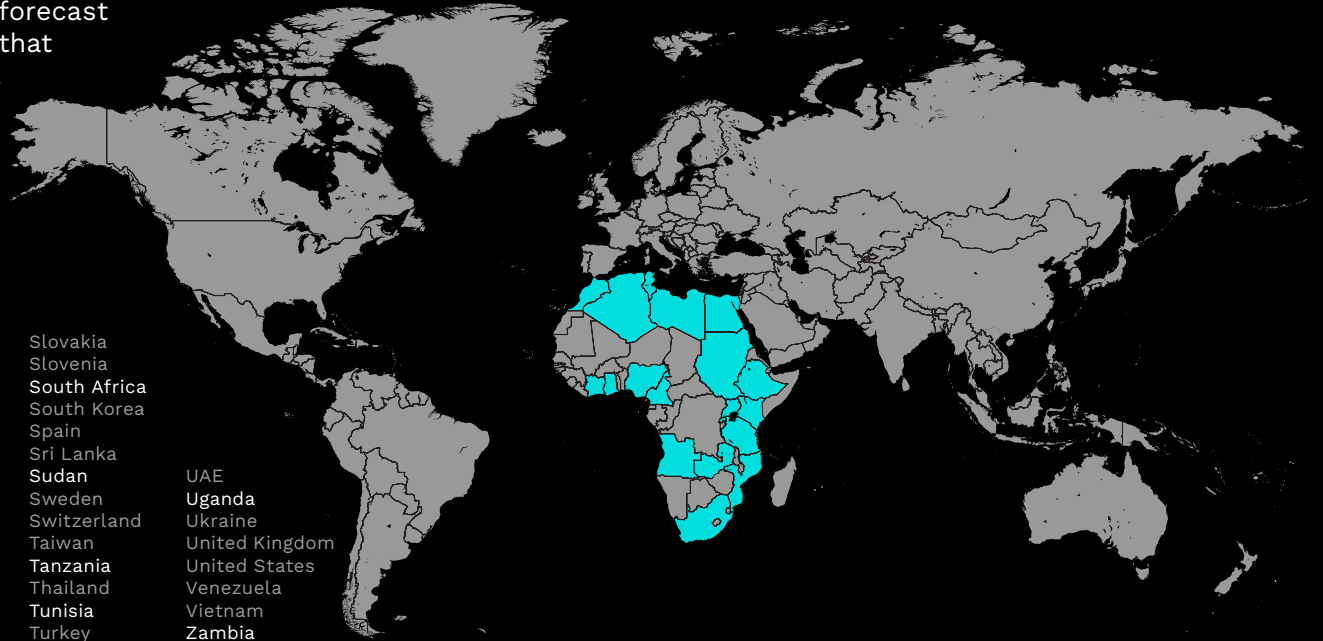 forecast
that
Slovakia
Slovenia
South Africa
South Korea
Spain
Sri Lanka
Sudan
Sweden
Switzerland
Taiwan
Tanzania
Thailand
Tunisia
Turkey
UAE
Uganda
Ukraine
United Kingdom
United States
Venezuela
Vietnam
Zambia